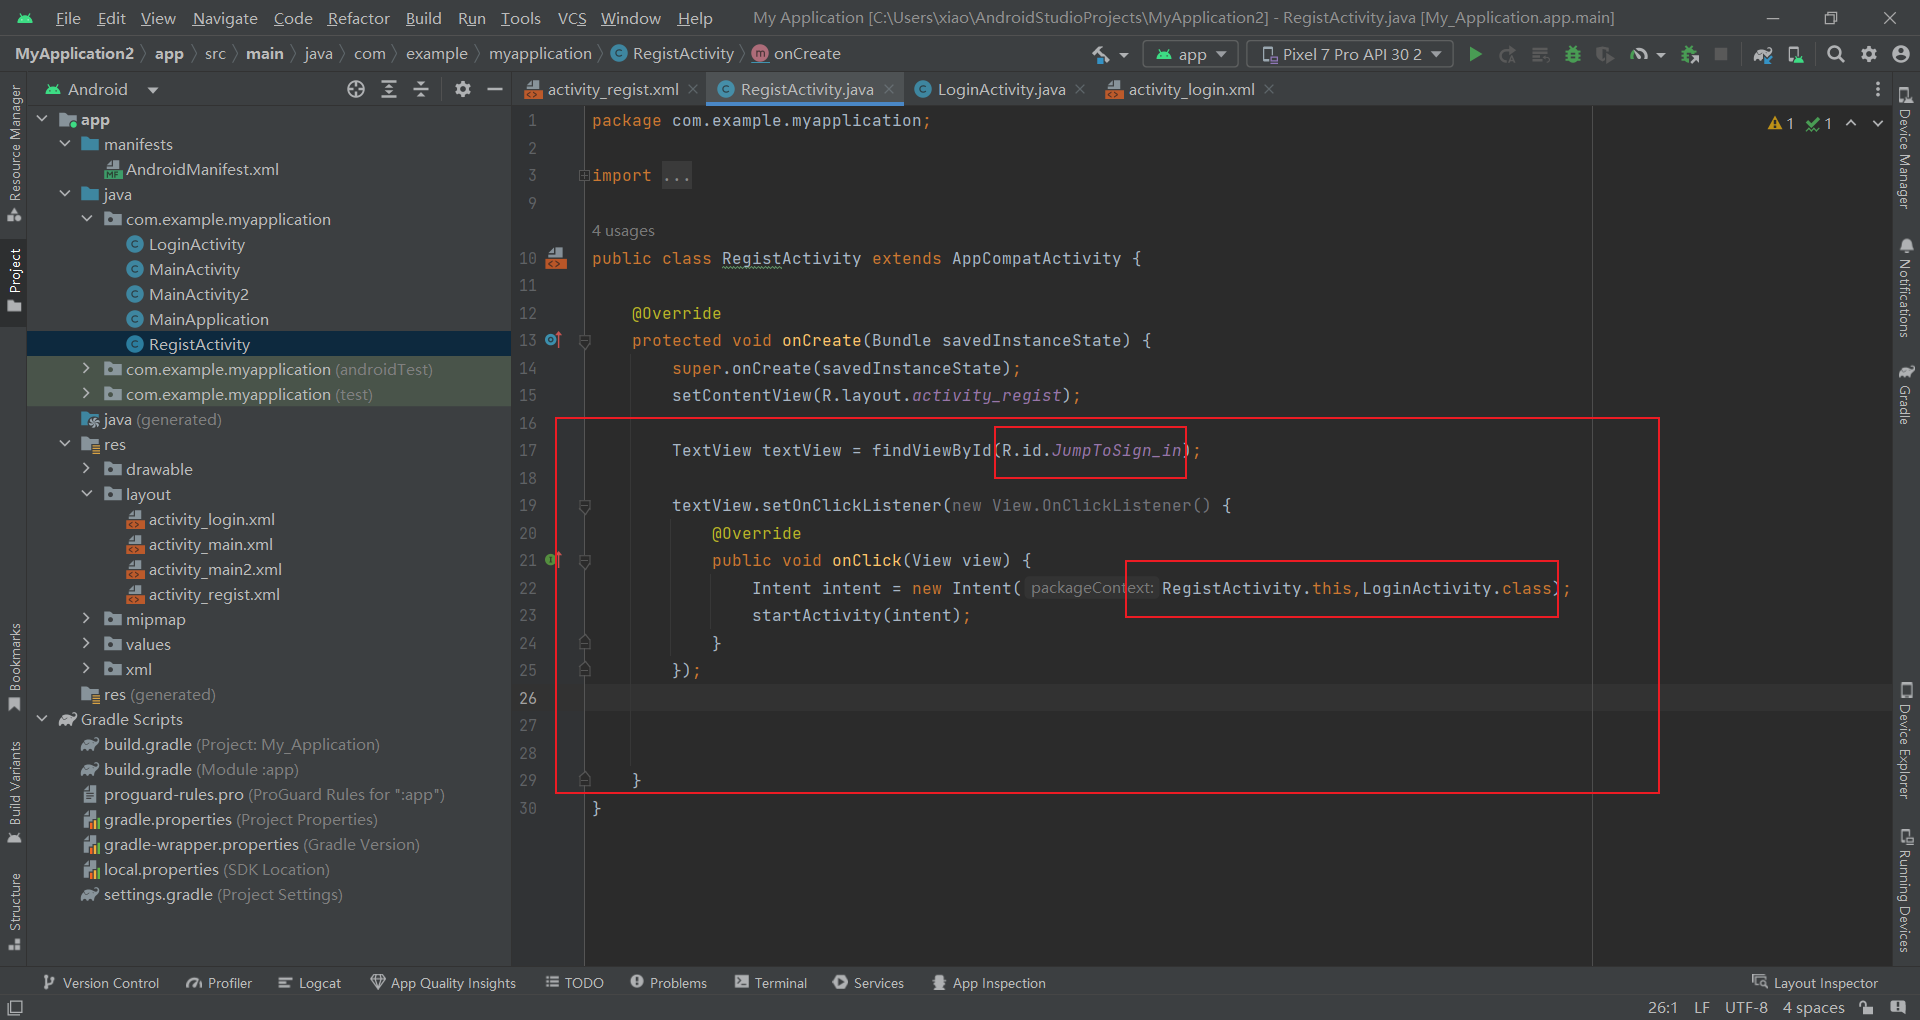 File Edit View Navigate Code Refactor Build Run Tools VCS Window Help My Application [C:\Users\xiao\AndroidStudioProjects\MyApplication2] - RegistActivity.java [My_Application.app.main]
MyApplication2 app src main java com example myapplication C RegistActivity m onCreate app Pixel 7 Pro API 30 2
Android
activity_regist.xml C RegistActivity.java C LoginActivity.java activity_login.xml
Resource Manager
Project
Bookmarks
Build Variants
Structure
app
manifests
MF AndroidManifest.xml
java
com.example.myapplication
C LoginActivity
C MainActivity
C MainActivity2
C MainApplication
C RegistActivity
com.example.myapplication (androidTest)
com.example.myapplication (test)
java (generated)
res
drawable
layout
activity_login.xml
activity_main.xml
activity_main2.xml
activity_regist.xml
mipmap
values
xml
res (generated)
Gradle Scripts
build.gradle (Project: My_Application)
build.gradle (Module :app)
proguard-rules.pro (ProGuard Rules for ":app")
gradle.properties (Project Properties)
gradle-wrapper.properties (Gradle Version)
local.properties (SDK Location)
settings.gradle (Project Settings)
1 package com.example.myapplication; 1 1
2
3 import ...
9
4 usages
10 public class RegistActivity extends AppCompatActivity {
11
12 @Override
13 protected void onCreate(Bundle savedInstanceState) {
14 super.onCreate(savedInstanceState);
15 setContentView(R.layout.activity_regist);
16
17 TextView textView = findViewById(R.id.JumpToSign_in);
18
19 textView.setOnClickListener(new View.OnClickListener() {
20 @Override
21 public void onClick(View view) {
22 Intent intent = new Intent( packageContext: RegistActivity.this,LoginActivity.class);
23 startActivity(intent);
24 }
25 });
26
27
28
29 }
30 }
Device Manager
Notifications
Gradle
Device Explorer
Running Devices
Version Control Profiler Logcat App Quality Insights TODO Problems Terminal Services App Inspection Layout Inspector
26:1 LF UTF-8 4 spaces